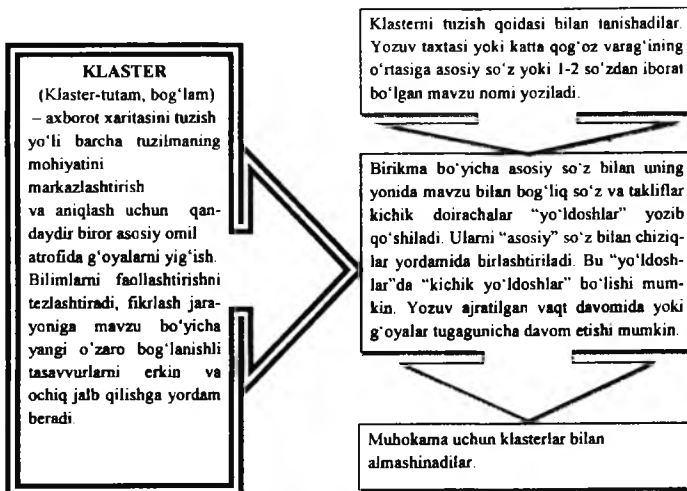 KLASTER
(Klaster-tutam, bog‘lam)
– axborot xaritasini tuzish
yo‘li barcha tuzilmaning
mohiyatini
markazlashtirish
va aniqlash uchun qan-
daydir biror asosiy omil
atrofida g‘oyalarni yig‘ish.
Bilimlarni faollashtirishni
tezlashtiradi, fikrlash jara-
yoniga mavzu bo‘yicha
yangi o‘zaro bog‘lanishli
tasavvurlarni erkin va
ochiq jalb qilishga yordam
beradi.
Klasterni tuzish qoidasi bilan tanishadilar.
Yozuv taxtasi yoki katta qog‘oz varag‘ining
o‘rtasiga asosiy so‘z yoki 1-2 so‘zdan iborat
bo‘lgan mavzu nomi yoziladi.
Birikma bo‘yicha asosiy so‘z bilan uning
yonida mavzu bilan bog‘liq so‘z va takliflar
kichik doirachalar “yo‘ldoshlar” yozib
qo‘shiladi. Ularni “asosiy” so‘z bilan chiziq-
lar yordamida birlashtiriladi. Bu “yo‘ldosh-
lar”da “kichik yo‘ldoshlar” bo‘lishi mum-
kin. Yozuv ajratilgan vaqt davomida yoki
g‘oyalar tugagunicha davom etishi mumkin.
Muhokama uchun klasterlar bilan
almashinadilar.